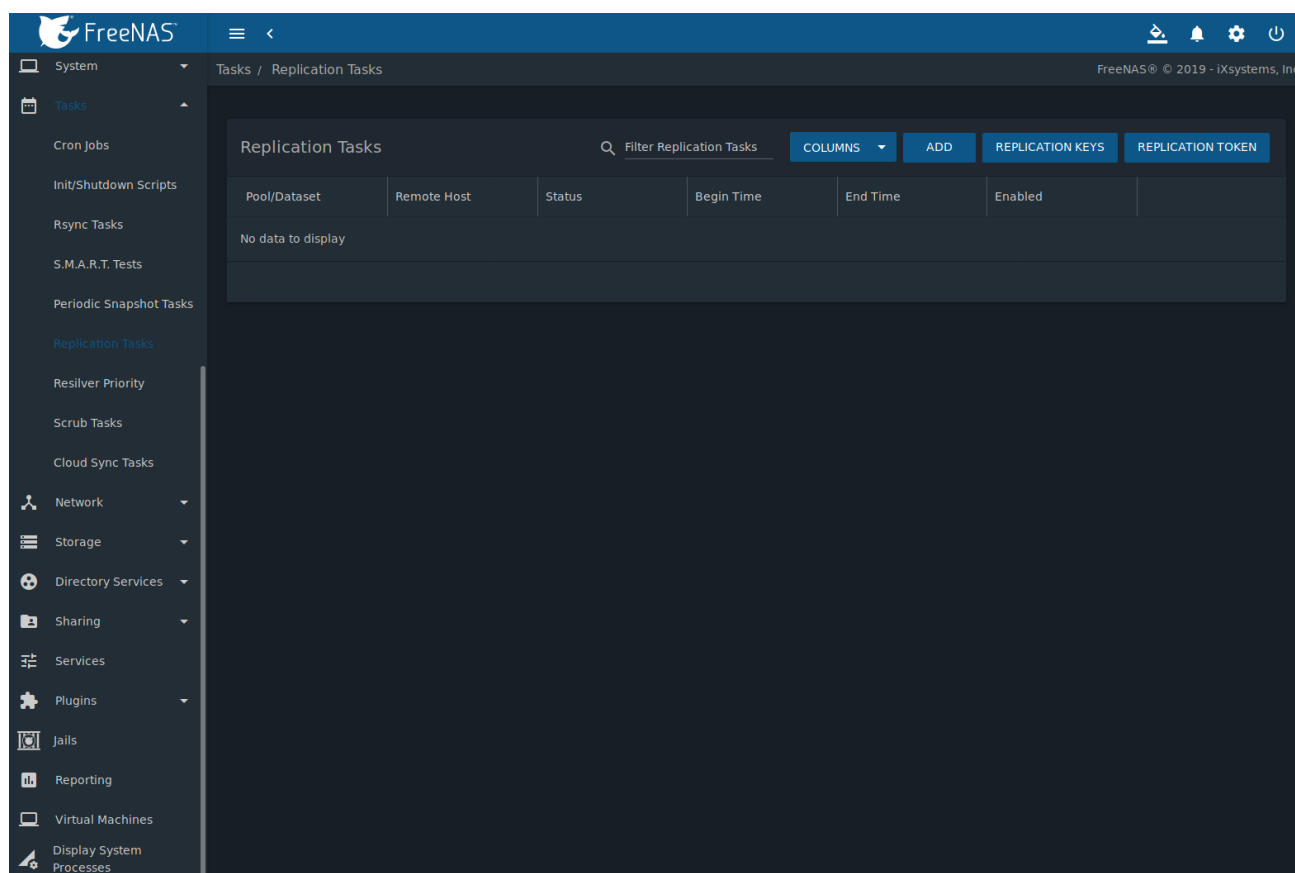 FreeNAS®
System
Tasks / Replication Tasks
FreeNAS® © 2019 - iXsystems, Inc
Tasks
Cron Jobs
Init/Shutdown Scripts
Rsync Tasks
S.M.A.R.T. Tests
Periodic Snapshot Tasks
Replication Tasks
Resilver Priority
Scrub Tasks
Cloud Sync Tasks
Network
Storage
Directory Services
Sharing
Services
Plugins
Jails
Reporting
Virtual Machines
Display System
Processes
Replication Tasks
Filter Replication Tasks
COLUMNS
ADD
REPLICATION KEYS
REPLICATION TOKEN
Pool/Dataset Remote Host Status Begin Time End Time Enabled
No data to display